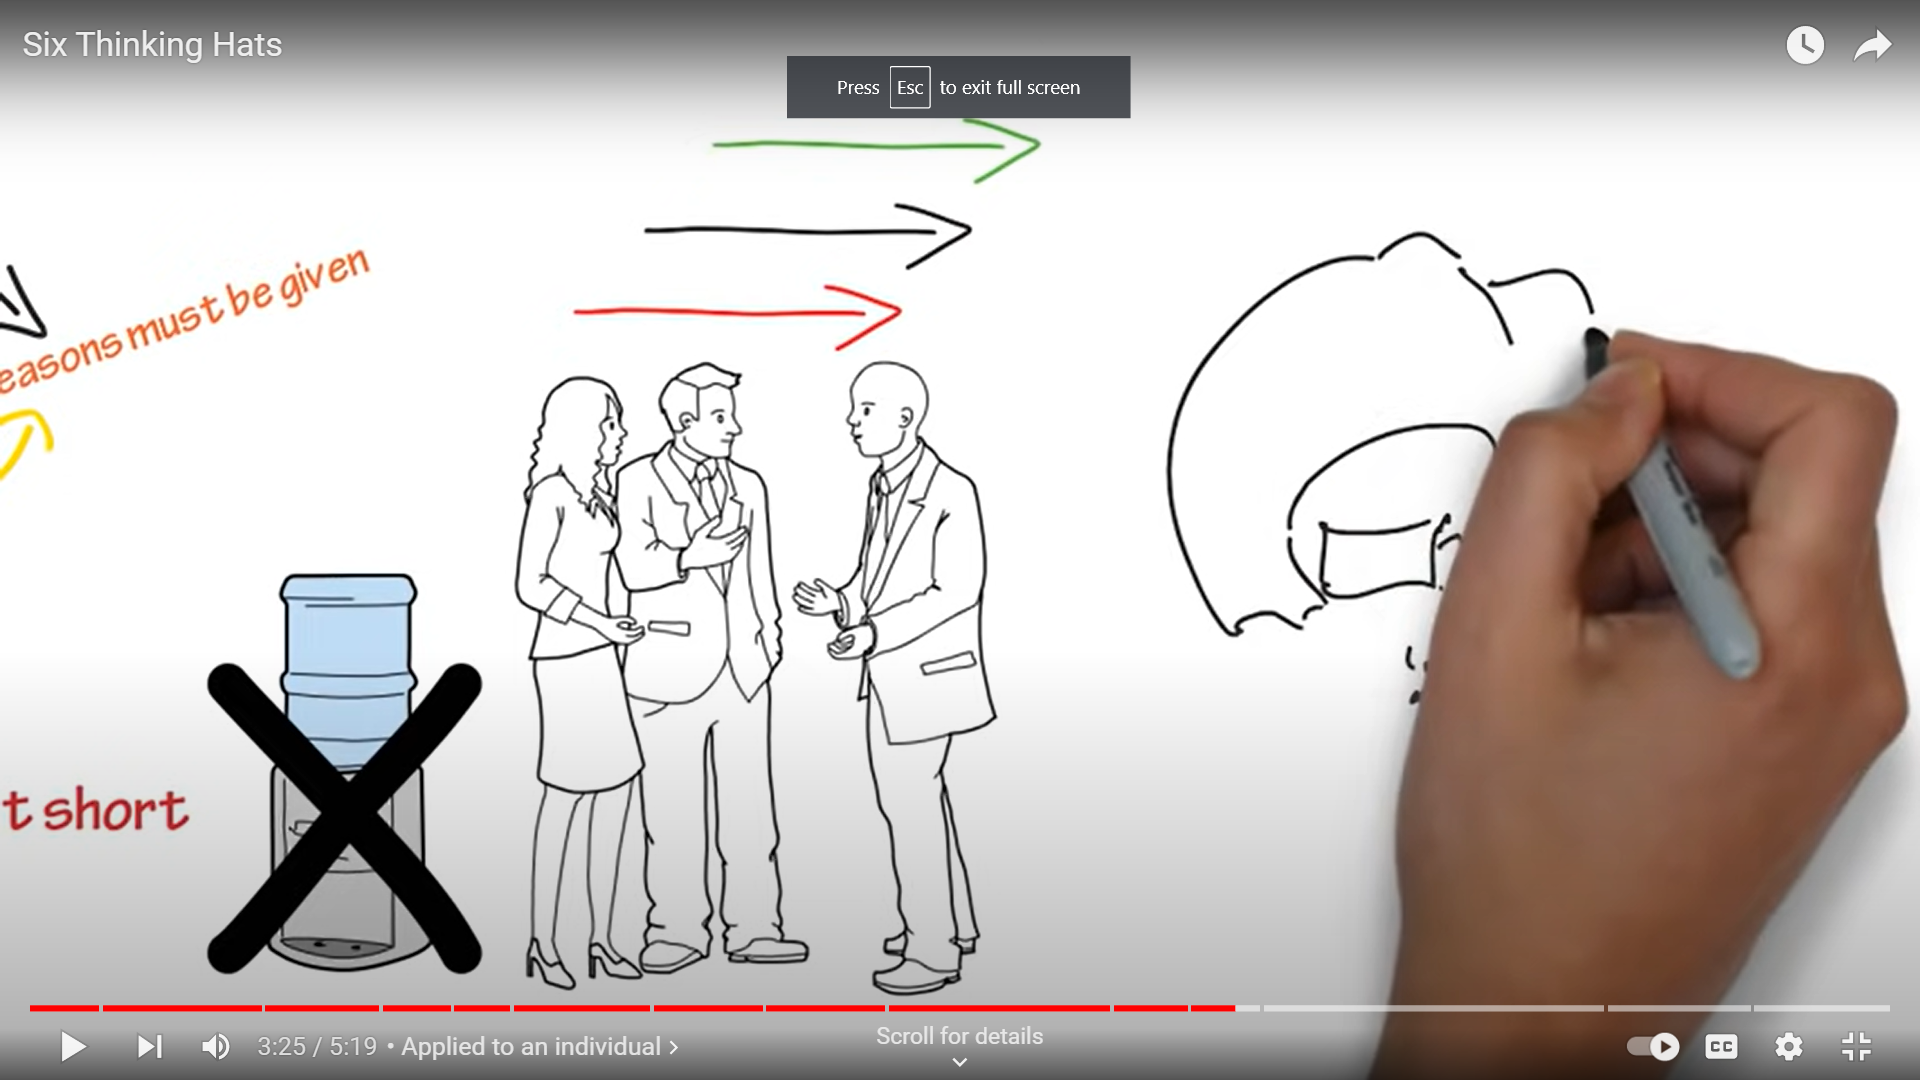 Six Thinking Hats
Press Esc to exit full screen
easons must be given
t short
3:25 / 5:19 • Applied to an individual >
Scroll for details
CC